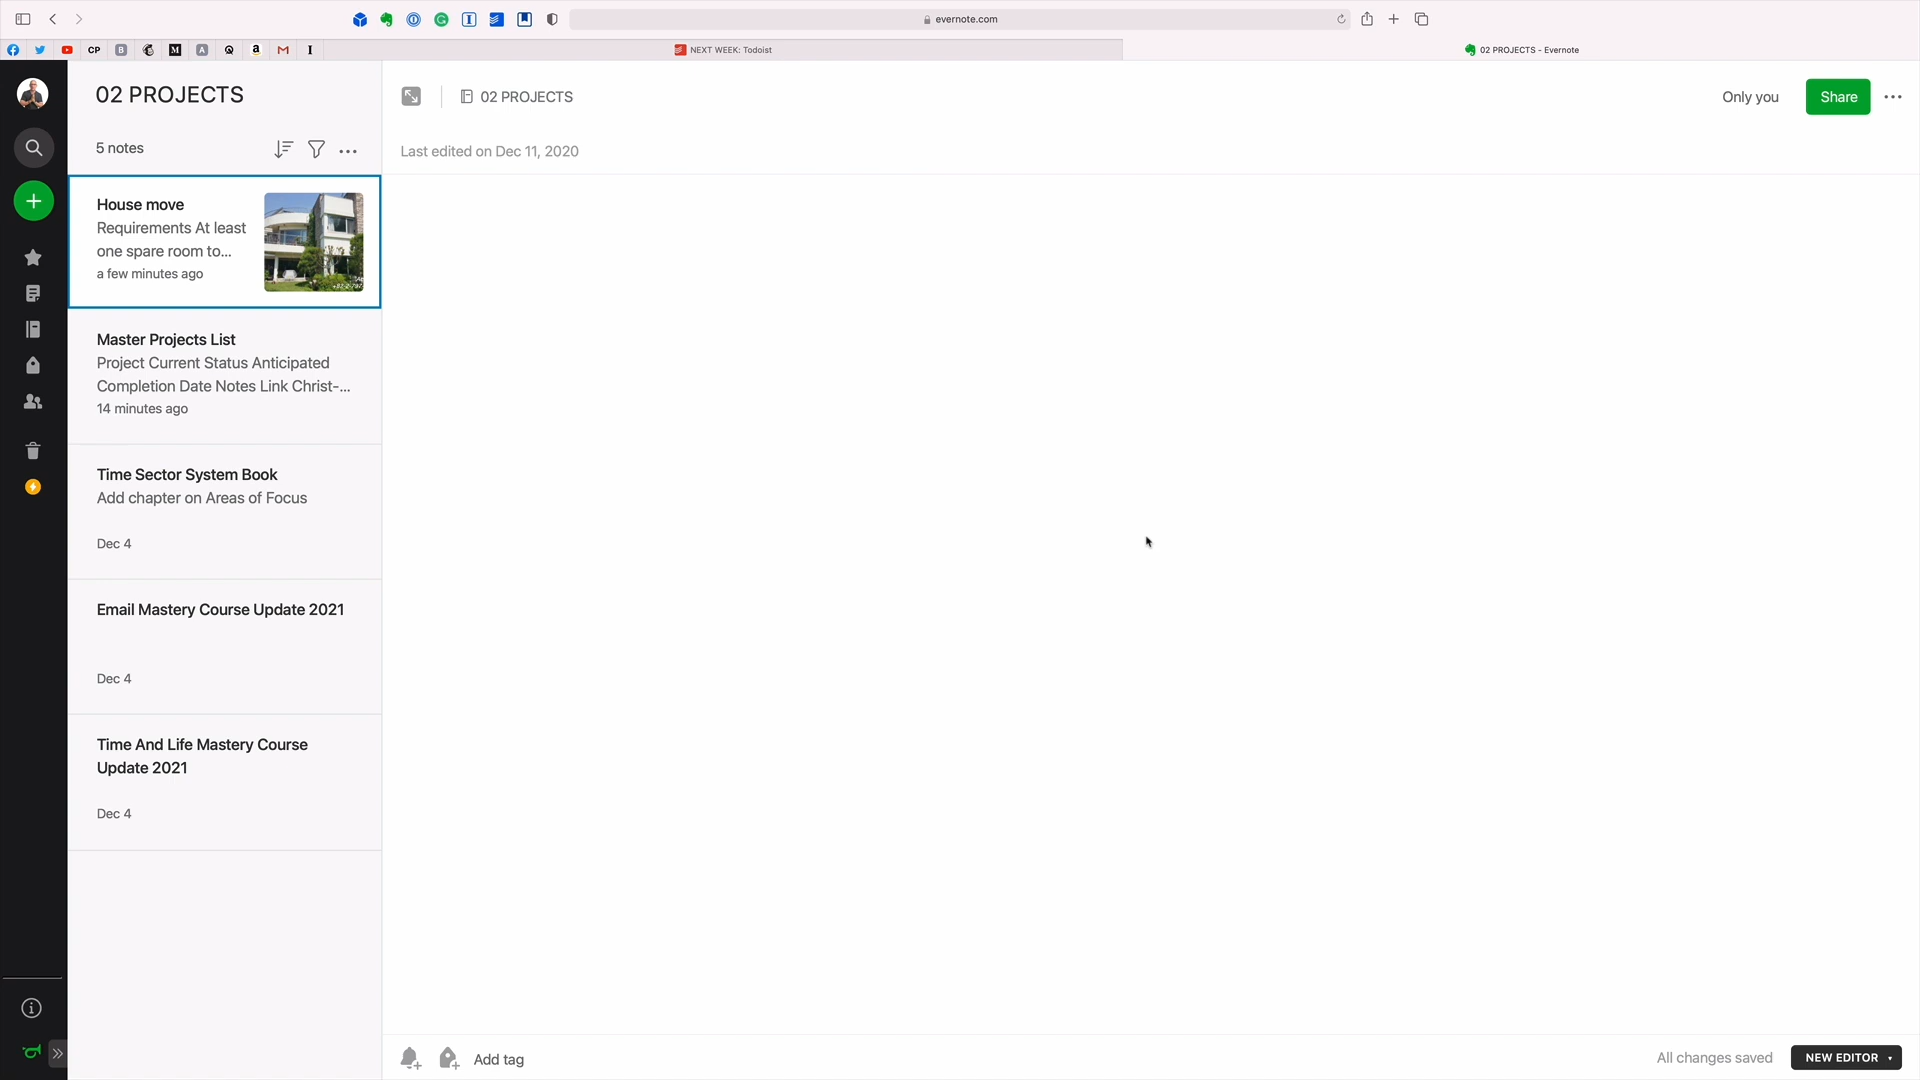 evernote.com
CP
B
M
A
a
NEXT WEEK: Todoist
02 PROJECTS - Evernote
02 PROJECTS
5 notes
House move
Requirements At least
one spare room to...
a few minutes ago
Master Projects List
Project Current Status Anticipated
Completion Date Notes Link Christ-...
14 minutes ago
Time Sector System Book
Add chapter on Areas of Focus
Dec 4
Email Mastery Course Update 2021
Dec 4
Time And Life Mastery Course
Update 2021
Dec 4
02 PROJECTS
Only you
Share
Last edited on Dec 11, 2020
Add tag
All changes saved
NEW EDITOR